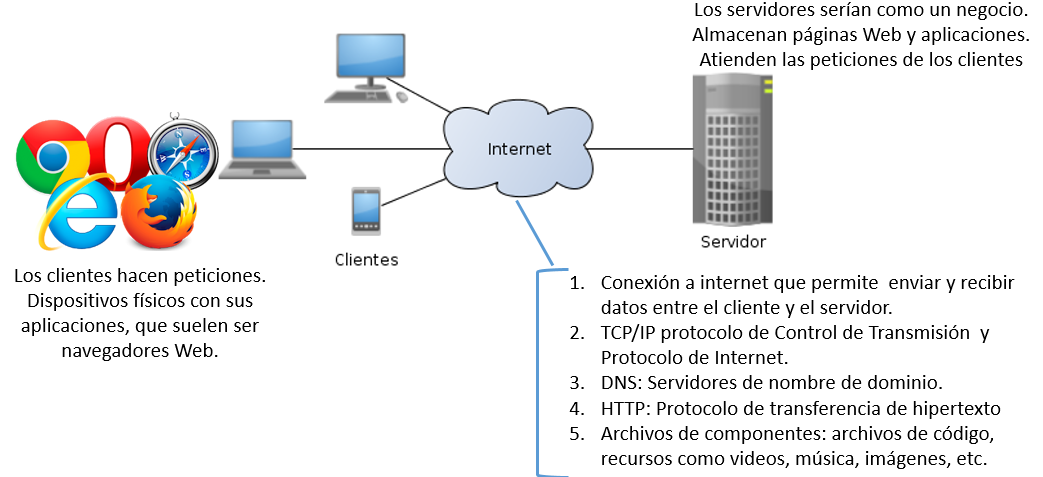 Los servidores serían como un negocio.
Almacenan páginas Web y aplicaciones.
Atienden las peticiones de los clientes
Internet
Servidor
Clientes
Los clientes hacen peticiones.
Dispositivos físicos con sus
aplicaciones, que suelen ser
navegadores Web.
1. Conexión a internet que permite enviar y recibir
datos entre el cliente y el servidor.
2. TCP/IP protocolo de Control de Transmisión y
Protocolo de Internet.
3. DNS: Servidores de nombre de dominio.
4. HTTP: Protocolo de transferencia de hipertexto
5. Archivos de componentes: archivos de código,
recursos como videos, música, imágenes, etc.